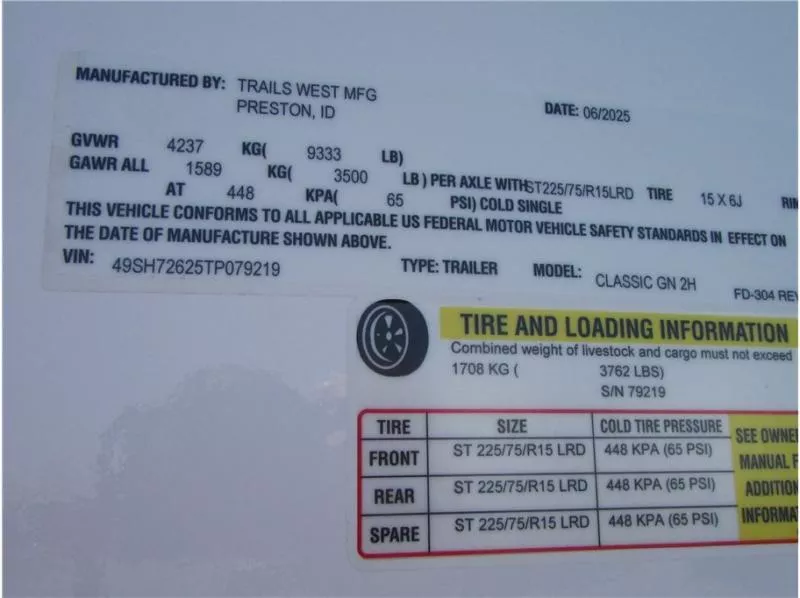 MANUFACTURED BY: TRAILS WEST MFG
PRESTON, ID
DATE: 06/2025
GVWR 4237 KG( 9333 LB)
GAWR ALL 1589 KG( 3500 LB ) PER AXLE WITH ST225/75/R15LRD TIRE 15 X 6J RIM
AT 448 KPA( 65 PSI) COLD SINGLE
THIS VEHICLE CONFORMS TO ALL APPLICABLE US FEDERAL MOTOR VEHICLE SAFETY STANDARDS IN EFFECT ON
THE DATE OF MANUFACTURE SHOWN ABOVE.
VIN: 49SH72625TP079219 TYPE: TRAILER MODEL: CLASSIC GN 2H
FD-304 REV
TIRE AND LOADING INFORMATION
Combined weight of livestock and cargo must not exceed
1708 KG ( 3762 LBS)
S/N 79219
TIRE SIZE COLD TIRE PRESSURE
FRONT ST 225/75/R15 LRD 448 KPA (65 PSI)
REAR ST 225/75/R15 LRD 448 KPA (65 PSI)
SPARE ST 225/75/R15 LRD 448 KPA (65 PSI)
SEE OWNE
MANUAL F
ADDITION
INFORMAT